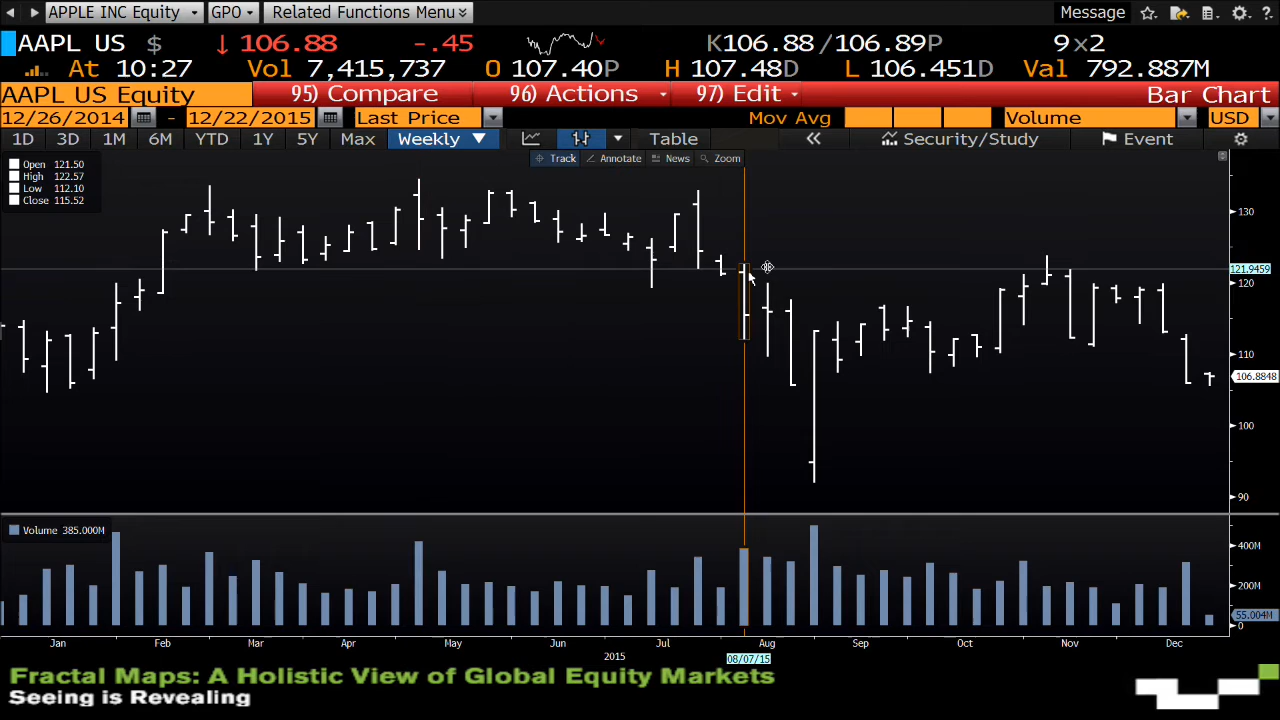 APPLE INC Equity GPO Related Functions Menu Message ?
AAPL US $ 106.88 -.45 K106.88/106.89P 9x2
At 10:27 Vol 7,415,737 O 107.40P H 107.48D L 106.451D Val 792.887M
AAPL US Equity 95) Compare 96) Actions 97) Edit Bar Chart
12/26/2014 - 12/22/2015 Last Price Mov Avg Volume USD
1D 3D 1M 6M YTD 1Y 5Y Max Weekly Table Security/Study Event
Track Annotate News Zoom
Open 121.50
High 122.57
Low 112.10
Close 115.52
130
121.9459
120
110
106.8848
100
90
Volume 385.000M
400M
200M
55.004M
0
Jan Feb Mar Apr May Jun Jul Aug Sep Oct Nov Dec
2015 08/07/15
Fractal Maps: A Holistic View of Global Equity Markets
Seeing is Revealing